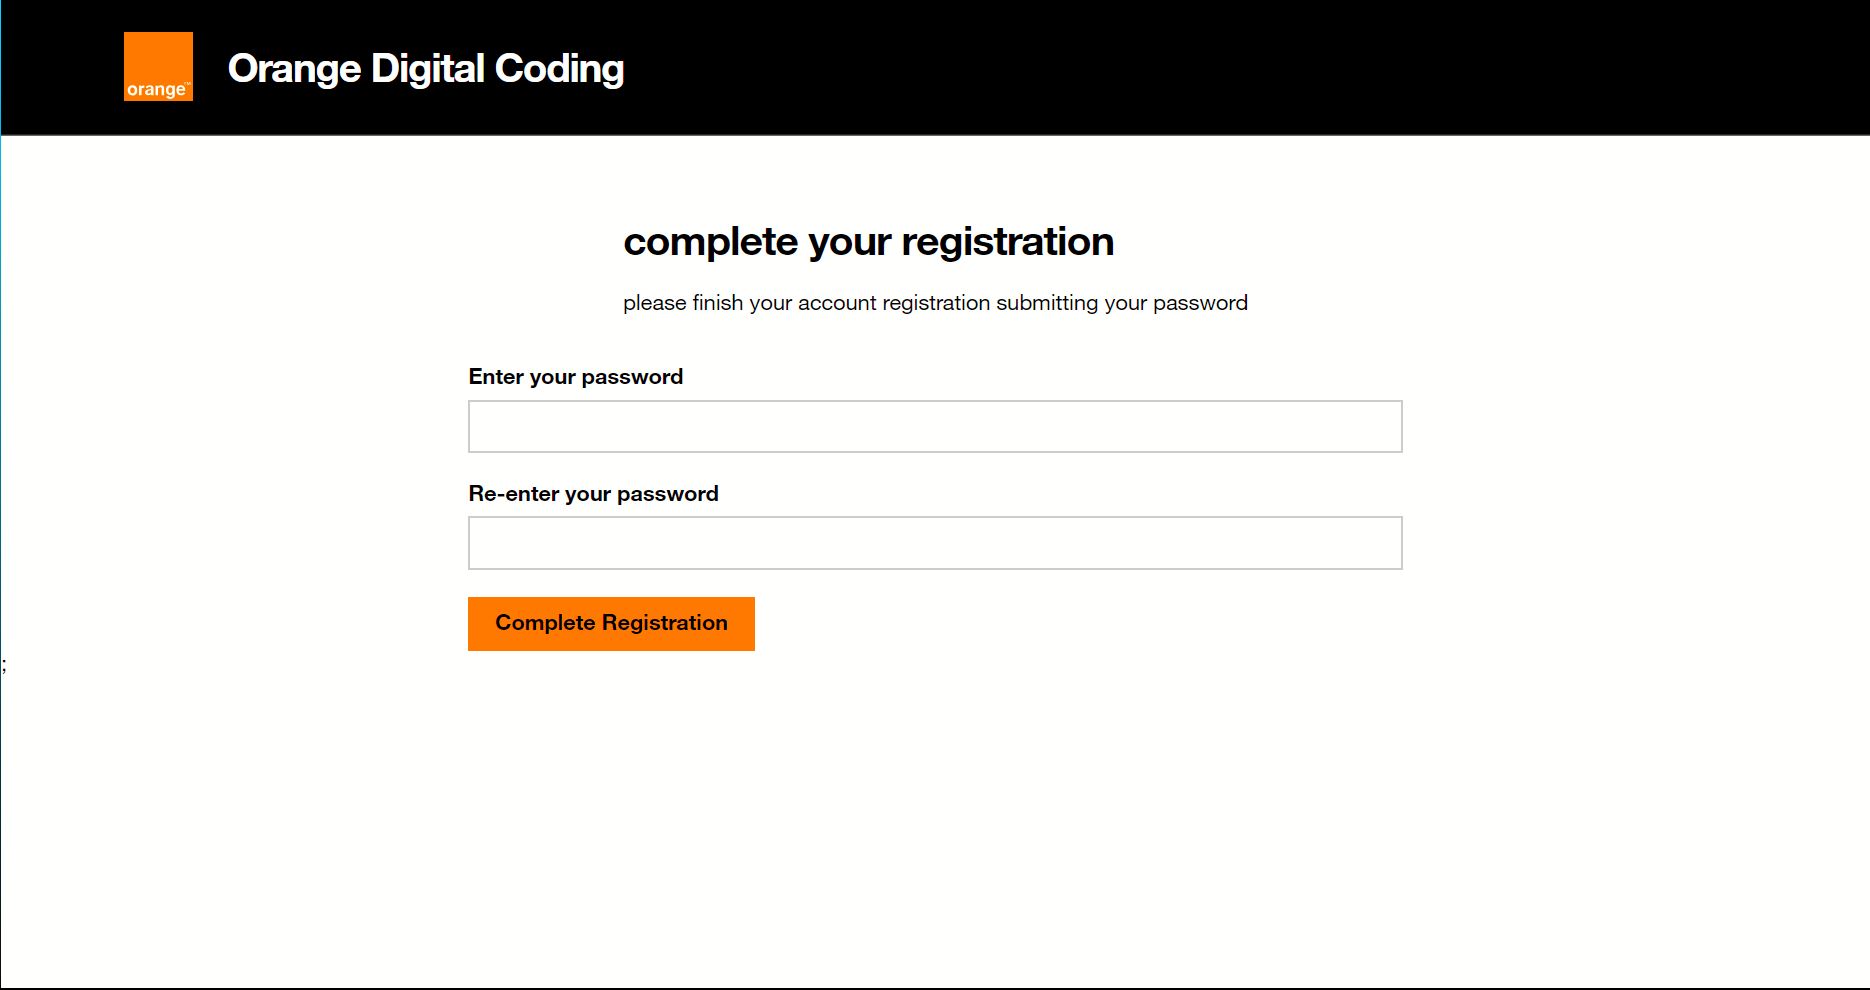 orange™
Orange Digital Coding
complete your registration
please finish your account registration submitting your password
Enter your password
Re-enter your password
Complete Registration
;